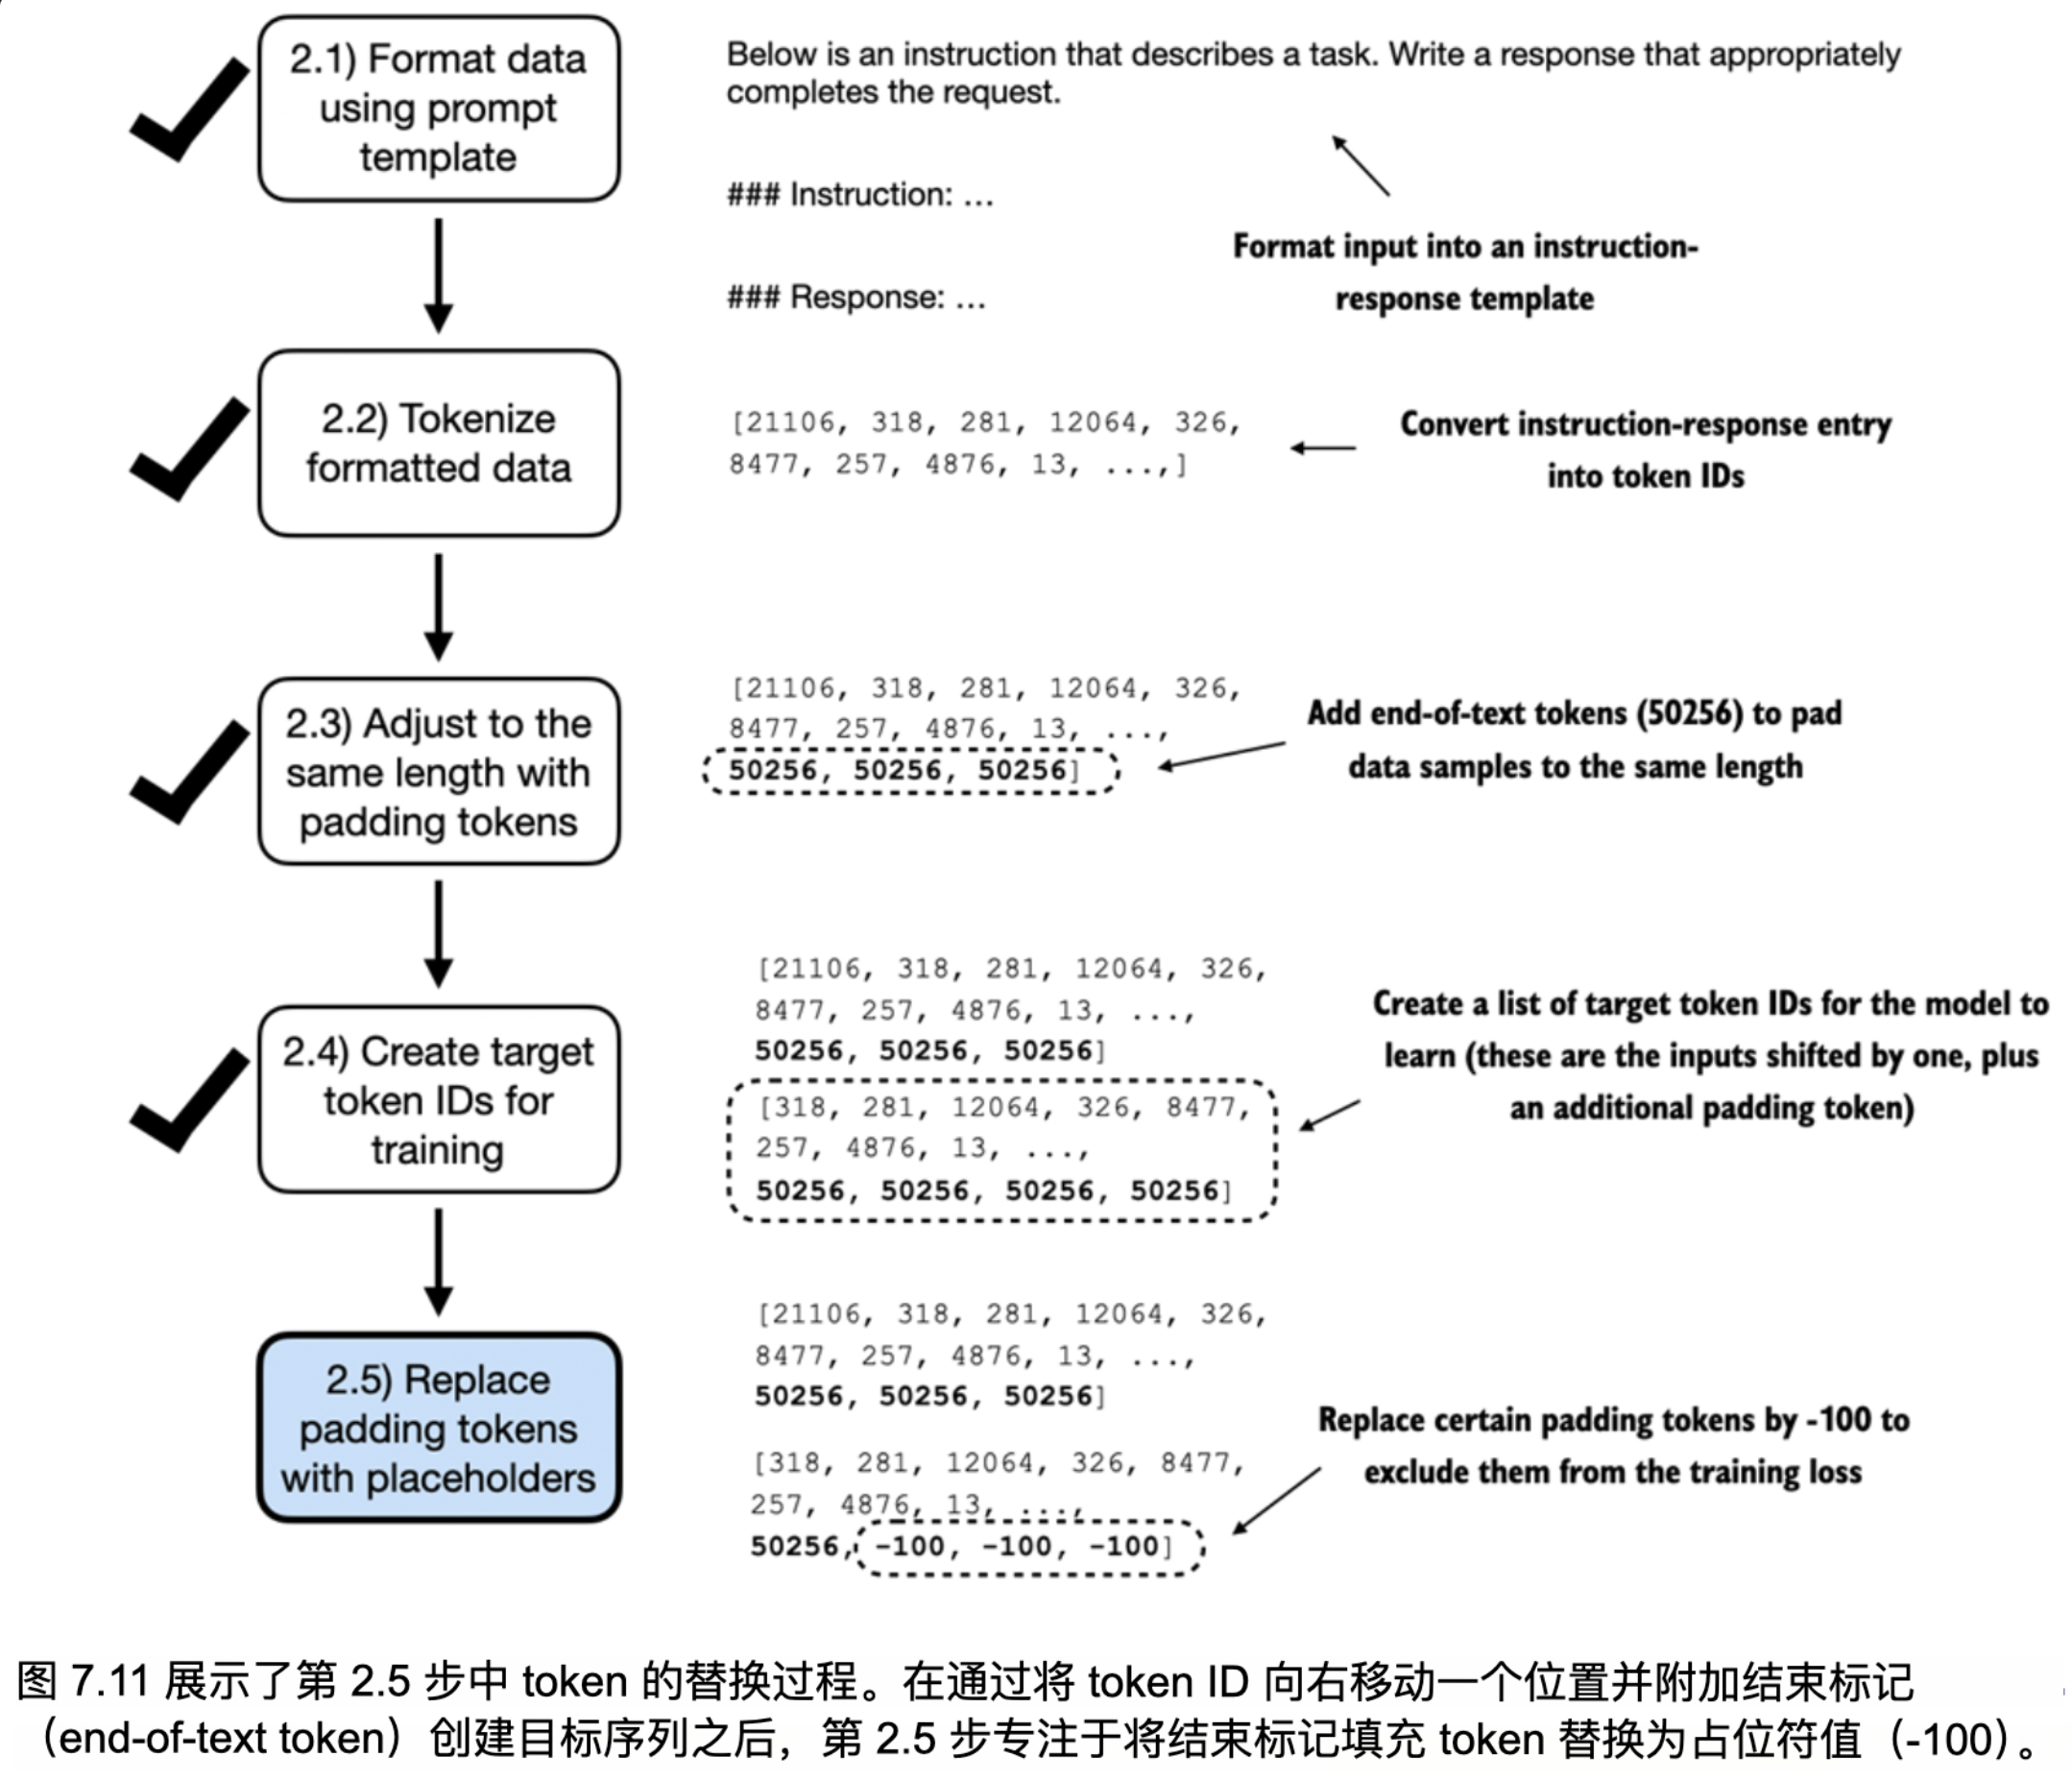 2.1) Format data
using prompt
template
Below is an instruction that describes a task. Write a response that appropriately
completes the request.
### Instruction: ...
### Response: ...
Format input into an instruction-
response template
2.2) Tokenize
formatted data
[21106, 318, 281, 12064, 326,
8477, 257, 4876, 13, ...,]
Convert instruction-response entry
into token IDs
2.3) Adjust to the
same length with
padding tokens
[21106, 318, 281, 12064, 326,
8477, 257, 4876, 13, ...,
50256, 50256, 50256]
Add end-of-text tokens (50256) to pad
data samples to the same length
2.4) Create target
token IDs for
training
[21106, 318, 281, 12064, 326,
8477, 257, 4876, 13, ...,
50256, 50256, 50256]
[318, 281, 12064, 326, 8477,
257, 4876, 13, ...,
50256, 50256, 50256, 50256]
Create a list of target token IDs for the model to
learn (these are the inputs shifted by one, plus
an additional padding token)
2.5) Replace
padding tokens
with placeholders
[21106, 318, 281, 12064, 326,
8477, 257, 4876, 13, ...,
50256, 50256, 50256]
[318, 281, 12064, 326, 8477,
257, 4876, 13, ...,
50256, -100, -100, -100]
Replace certain padding tokens by -100 to
exclude them from the training loss
图 7.11 展示了第 2.5 步中 token 的替换过程。在通过将 token ID 向右移动一个位置并附加结束标记
（end-of-text token）创建目标序列之后，第 2.5 步专注于将结束标记填充 token 替换为占位符值（-100）。